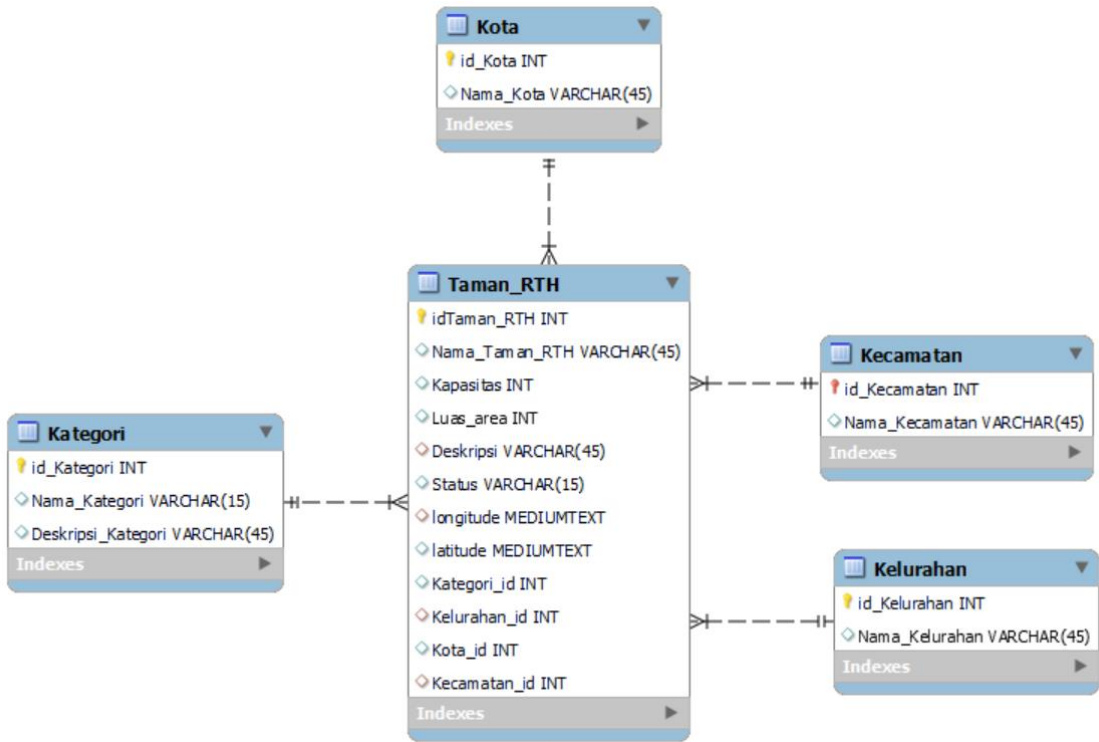 Kota
id_Kota INT
Nama_Kota VARCHAR(45)
Indexes
Taman_RTH
idTaman_RTH INT
Nama_Taman_RTH VARCHAR(45)
Kapasitas INT
Luas_area INT
Deskripsi VARCHAR(45)
Status VARCHAR(15)
longitude MEDIUMTEXT
latitude MEDIUMTEXT
Kategori_id INT
Kelurahan_id INT
Kota_id INT
Kecamatan_id INT
Indexes
Kategori
id_Kategori INT
Nama_Kategori VARCHAR(15)
Deskripsi_Kategori VARCHAR(45)
Indexes
Kecamatan
id_Kecamatan INT
Nama_Kecamatan VARCHAR(45)
Indexes
Kelurahan
id_Kelurahan INT
Nama_Kelurahan VARCHAR(45)
Indexes